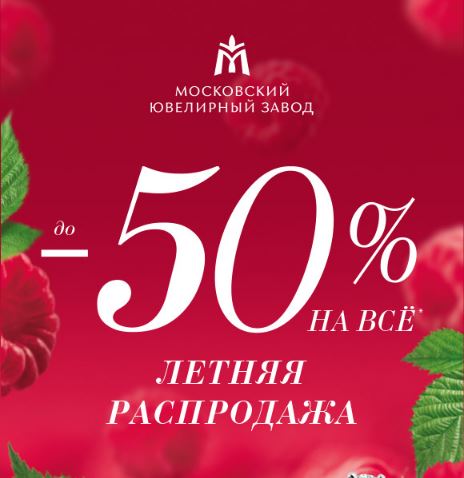 МОСКОВСКИЙ
ЮВЕЛИРНЫЙ ЗАВОД
до
-50%
НА ВСЁ*
ЛЕТНЯЯ
РАСПРОДАЖА